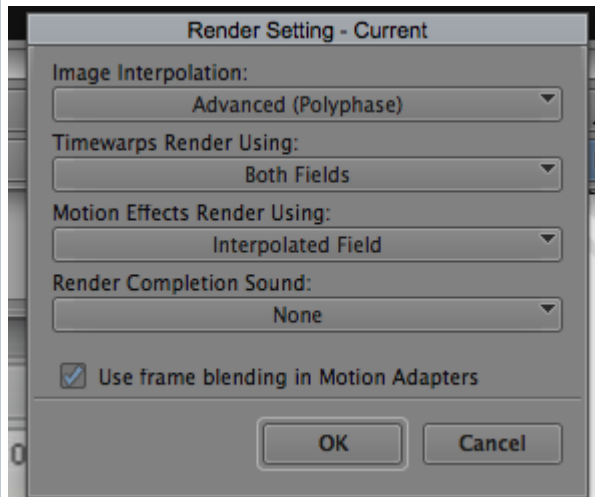 Render Setting - Current
Image Interpolation:
Advanced (Polyphase)
Timewarps Render Using:
Both Fields
Motion Effects Render Using:
Interpolated Field
Render Completion Sound:
None
Use frame blending in Motion Adapters
OK
Cancel
0